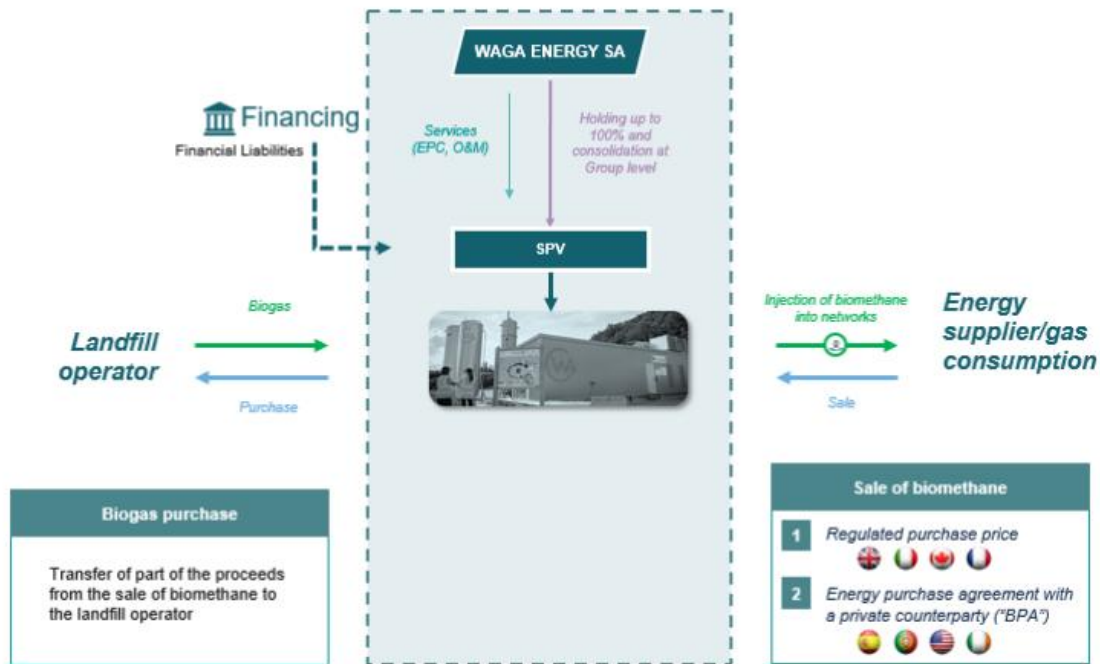 WAGA ENERGY SA
Financing
Financial Liabilities
Services
(EPC, O&M)
Holding up to
100% and
consolidation at
Group level
SPV
Biogas
Landfill
operator
Purchase
Injection of biomethane
into networks
Energy
supplier/gas
consumption
Sale
Biogas purchase
Transfer of part of the proceeds
from the sale of biomethane to
the landfill operator
Sale of biomethane
1 Regulated purchase price
2 Energy purchase agreement with
a private counterparty ("BPA")